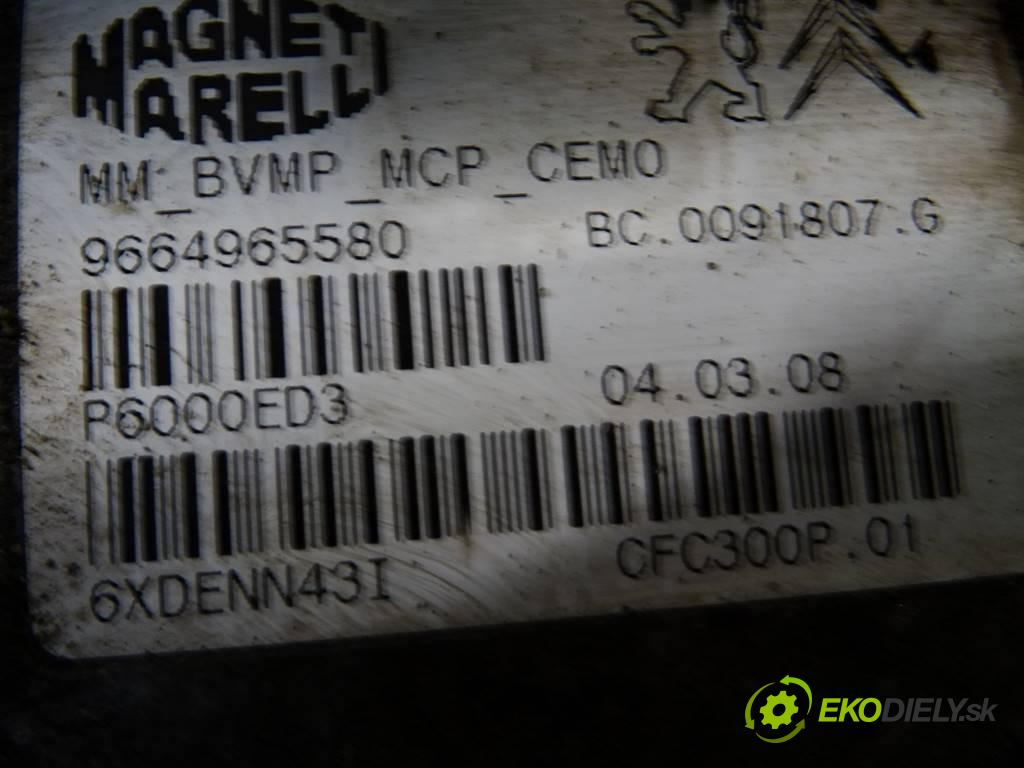 MAGNETI
MARELLI
MM_BVMP_MCP_CEMO
9664965580 BC.0091807.G
P6000ED3 04.03.08
6XDENN43I CFC300P.01
EKODIELY.sk